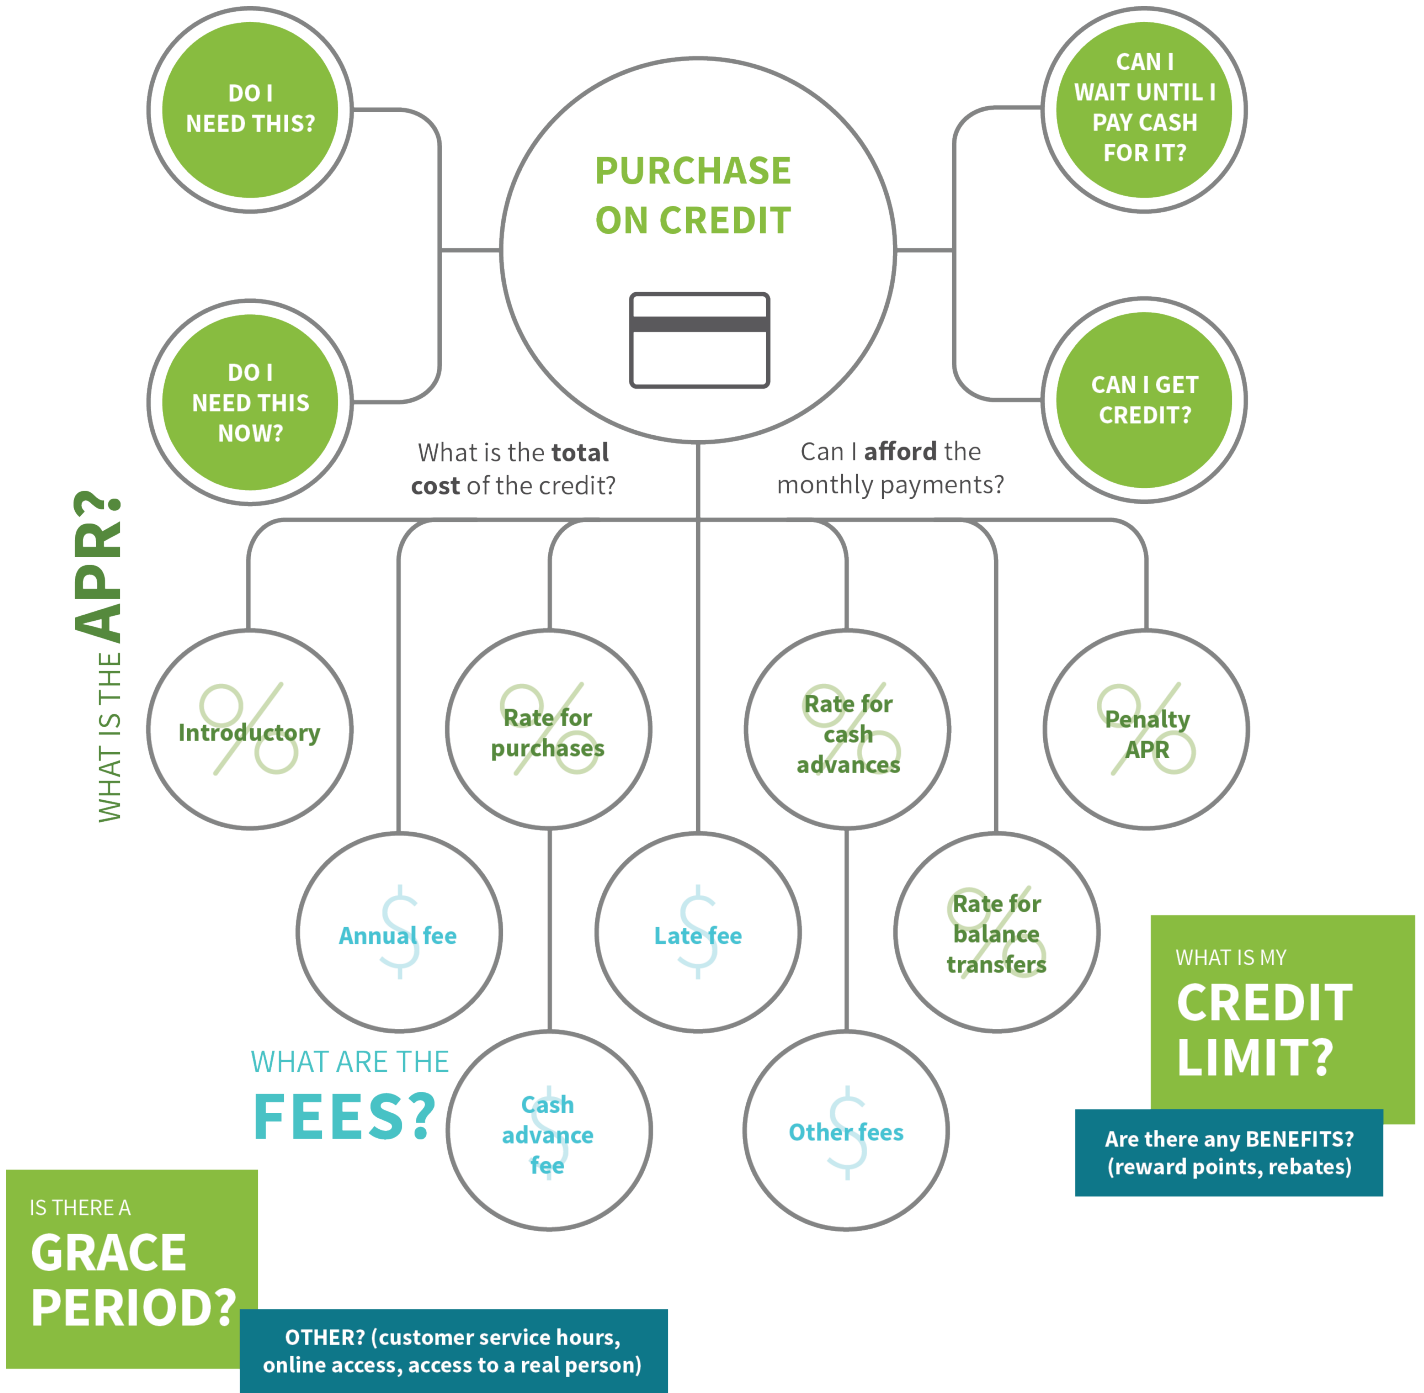 DO I
NEED THIS?
CAN I
WAIT UNTIL I
PAY CASH
FOR IT?
PURCHASE
ON CREDIT
DO I
NEED THIS
NOW?
CAN I GET
CREDIT?
What is the total
cost of the credit?
Can I afford the
monthly payments?
WHAT IS THE APR?
%
Introductory
%
Rate for
purchases
%
Rate for
cash
advances
%
Penalty
APR
$
Annual fee
$
Late fee
%
Rate for
balance
transfers
WHAT ARE THE
FEES?
$
Cash
advance
fee
$
Other fees
WHAT IS MY
CREDIT
LIMIT?
Are there any BENEFITS?
(reward points, rebates)
IS THERE A
GRACE
PERIOD?
OTHER? (customer service hours,
online access, access to a real person)